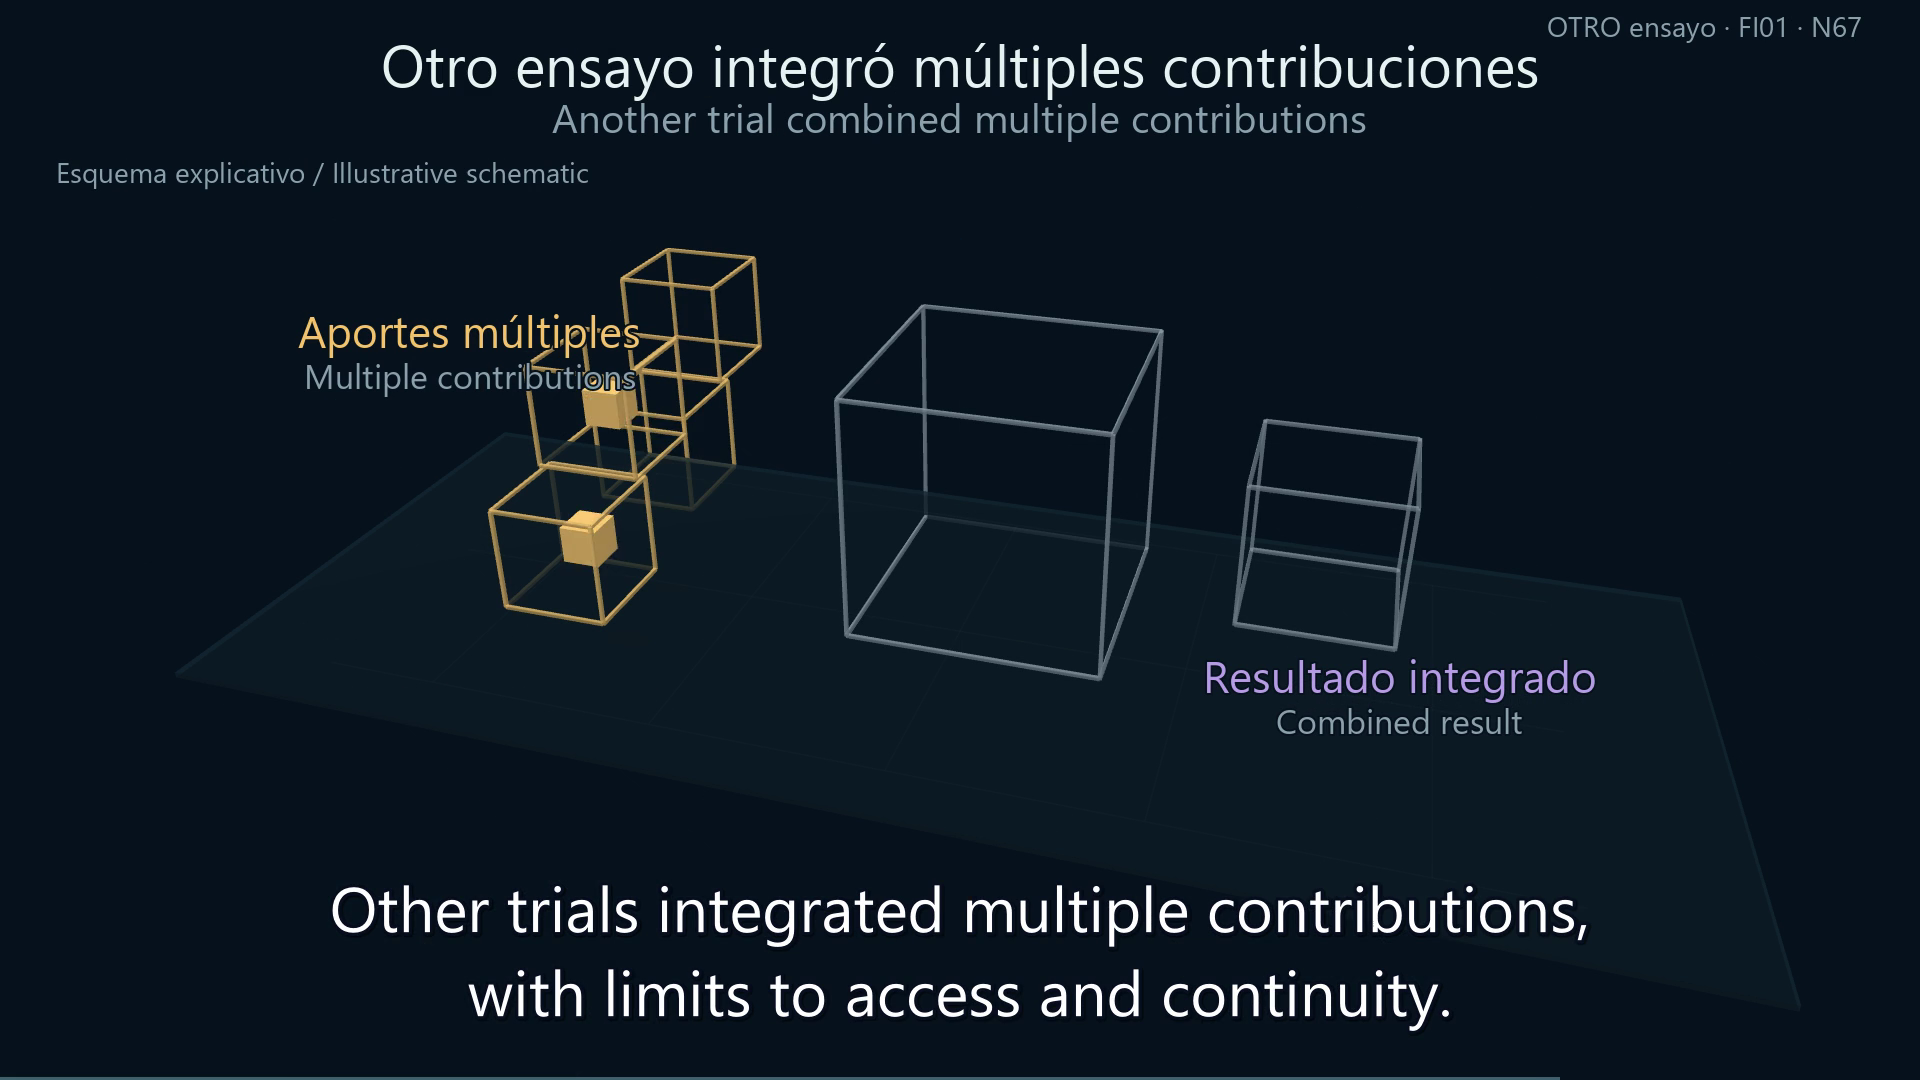 OTRO ensayo · FI01 · N67
Otro ensayo integró múltiples contribuciones
Another trial combined multiple contributions
Esquema explicativo / Illustrative schematic
Aportes múltiples
Multiple contributions
Resultado integrado
Combined result
Other trials integrated multiple contributions,
with limits to access and continuity.